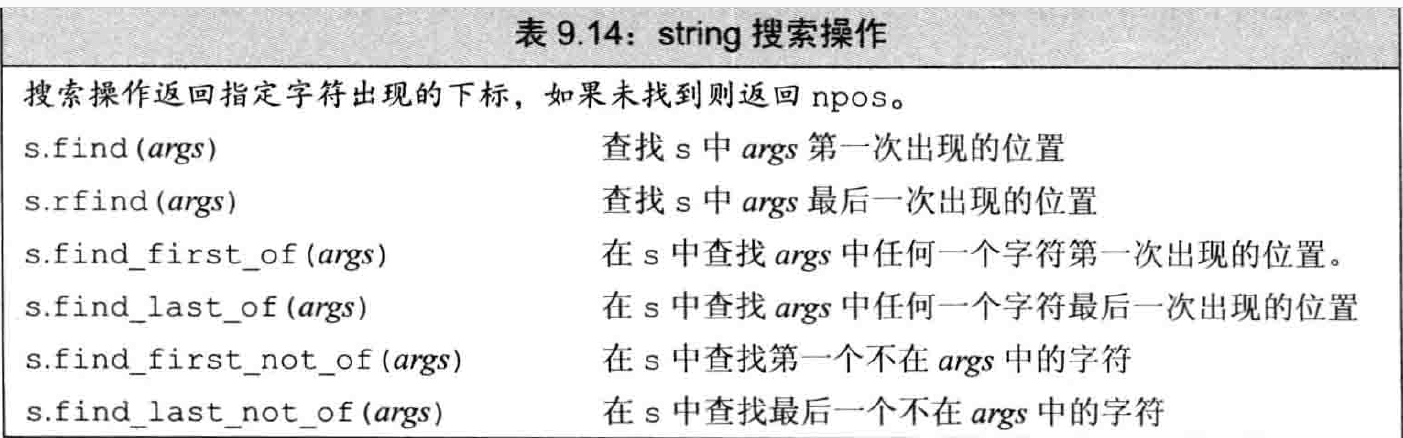 表 9.14：string 搜索操作
搜索操作返回指定字符出现的下标，如果未找到则返回 npos。
s.find(args) 查找 s 中 args 第一次出现的位置
s.rfind(args) 查找 s 中 args 最后一次出现的位置
s.find_first_of(args) 在 s 中查找 args 中任何一个字符第一次出现的位置。
s.find_last_of(args) 在 s 中查找 args 中任何一个字符最后一次出现的位置
s.find_first_not_of(args) 在 s 中查找第一个不在 args 中的字符
s.find_last_not_of(args) 在 s 中查找最后一个不在 args 中的字符